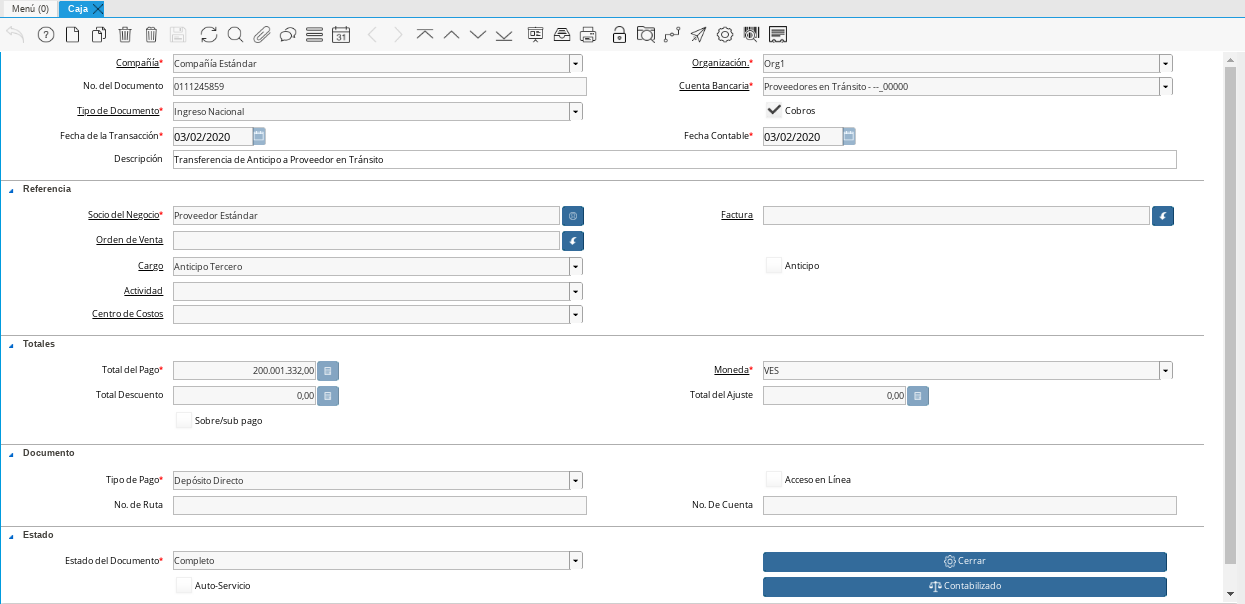 Menú (0) Caja
31
Compañía* Compañía Estándar Organización.* Org1
No. del Documento 0111245859 Cuenta Bancaria* Proveedores en Tránsito - --_00000
Tipo de Documento* Ingreso Nacional Cobros
Fecha de la Transacción* 03/02/2020 Fecha Contable* 03/02/2020
Descripción Transferencia de Anticipo a Proveedor en Tránsito
Referencia
Socio del Negocio* Proveedor Estándar Factura
Orden de Venta
Cargo Anticipo Tercero Anticipo
Actividad
Centro de Costos
Totales
Total del Pago* 200.001.332,00 Moneda* VES
Total Descuento 0,00 Total del Ajuste 0,00
Sobre/sub pago
Documento
Tipo de Pago* Depósito Directo Acceso en Línea
No. de Ruta No. De Cuenta
Estado
Estado del Documento* Completo Cerrar
Auto-Servicio Contabilizado